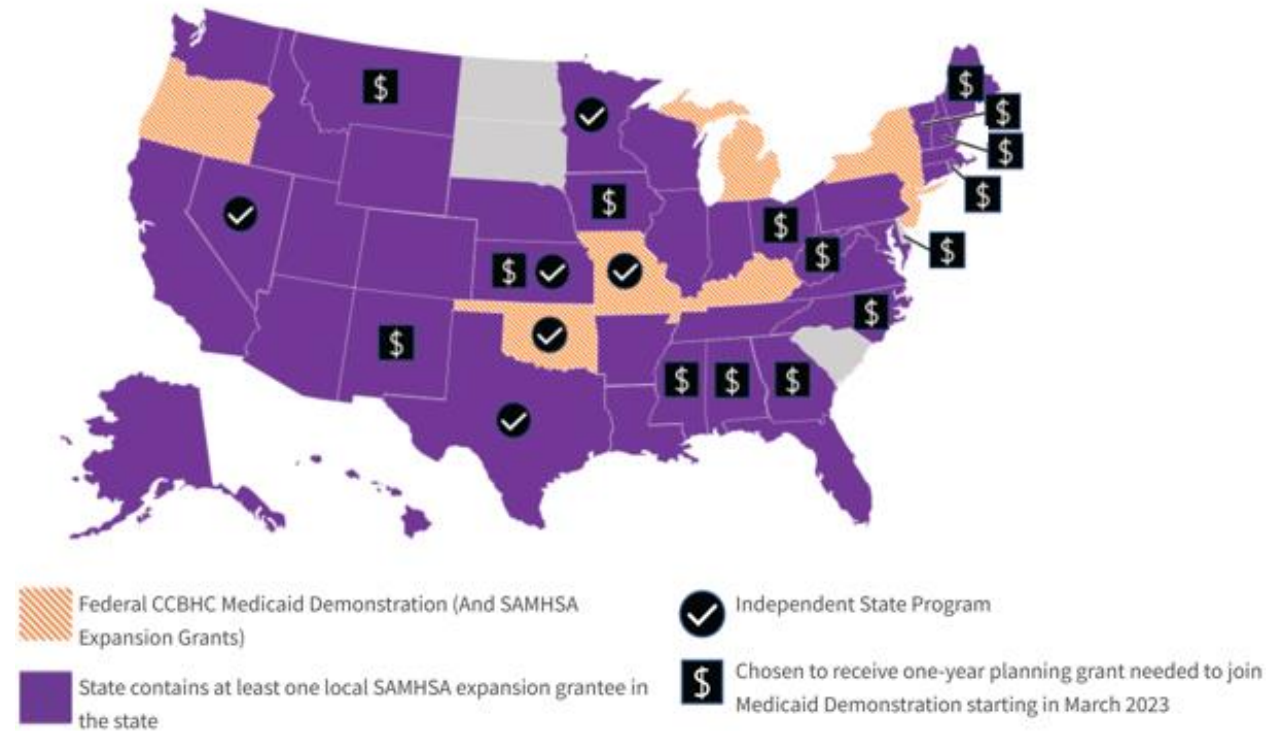 Federal CCBHC Medicaid Demonstration (And SAMHSA
Expansion Grants)
State contains at least one local SAMHSA expansion grantee in
the state
Independent State Program
$ Chosen to receive one-year planning grant needed to join
Medicaid Demonstration starting in March 2023